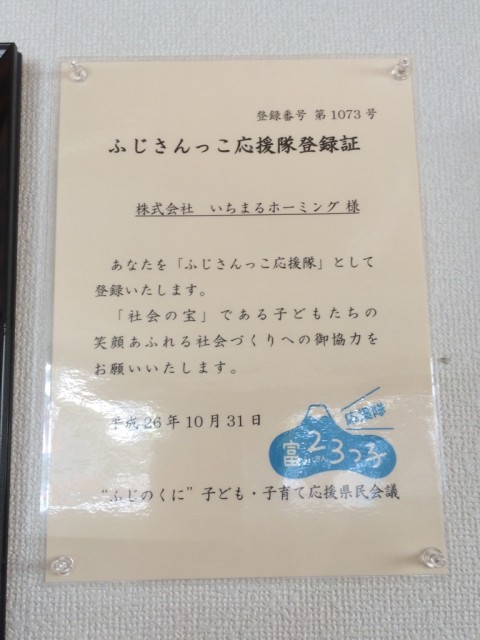 登録番号 第1073号
ふじさんっこ応援隊登録証
株式会社　いちまるホーミング 様
あなたを「ふじさんっこ応援隊」として
登録いたします。
「社会の宝」である子どもたちの
笑顔あふれる社会づくりへの御協力を
お願いいたします。
平成26年10月31日
応援隊
富23っ子
“ふじのくに”子ども・子育て応援県民会議